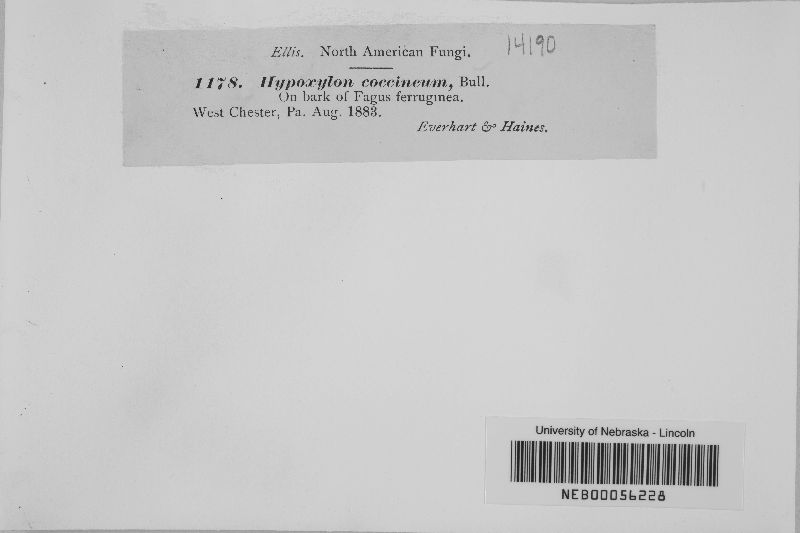 Ellis. North American Fungi.
14190
1178. Hypoxylon coccineum, Bull.
On bark of Fagus ferruginea.
West Chester, Pa. Aug. 1883.
Everhart & Haines.
University of Nebraska - Lincoln
NEB00056228